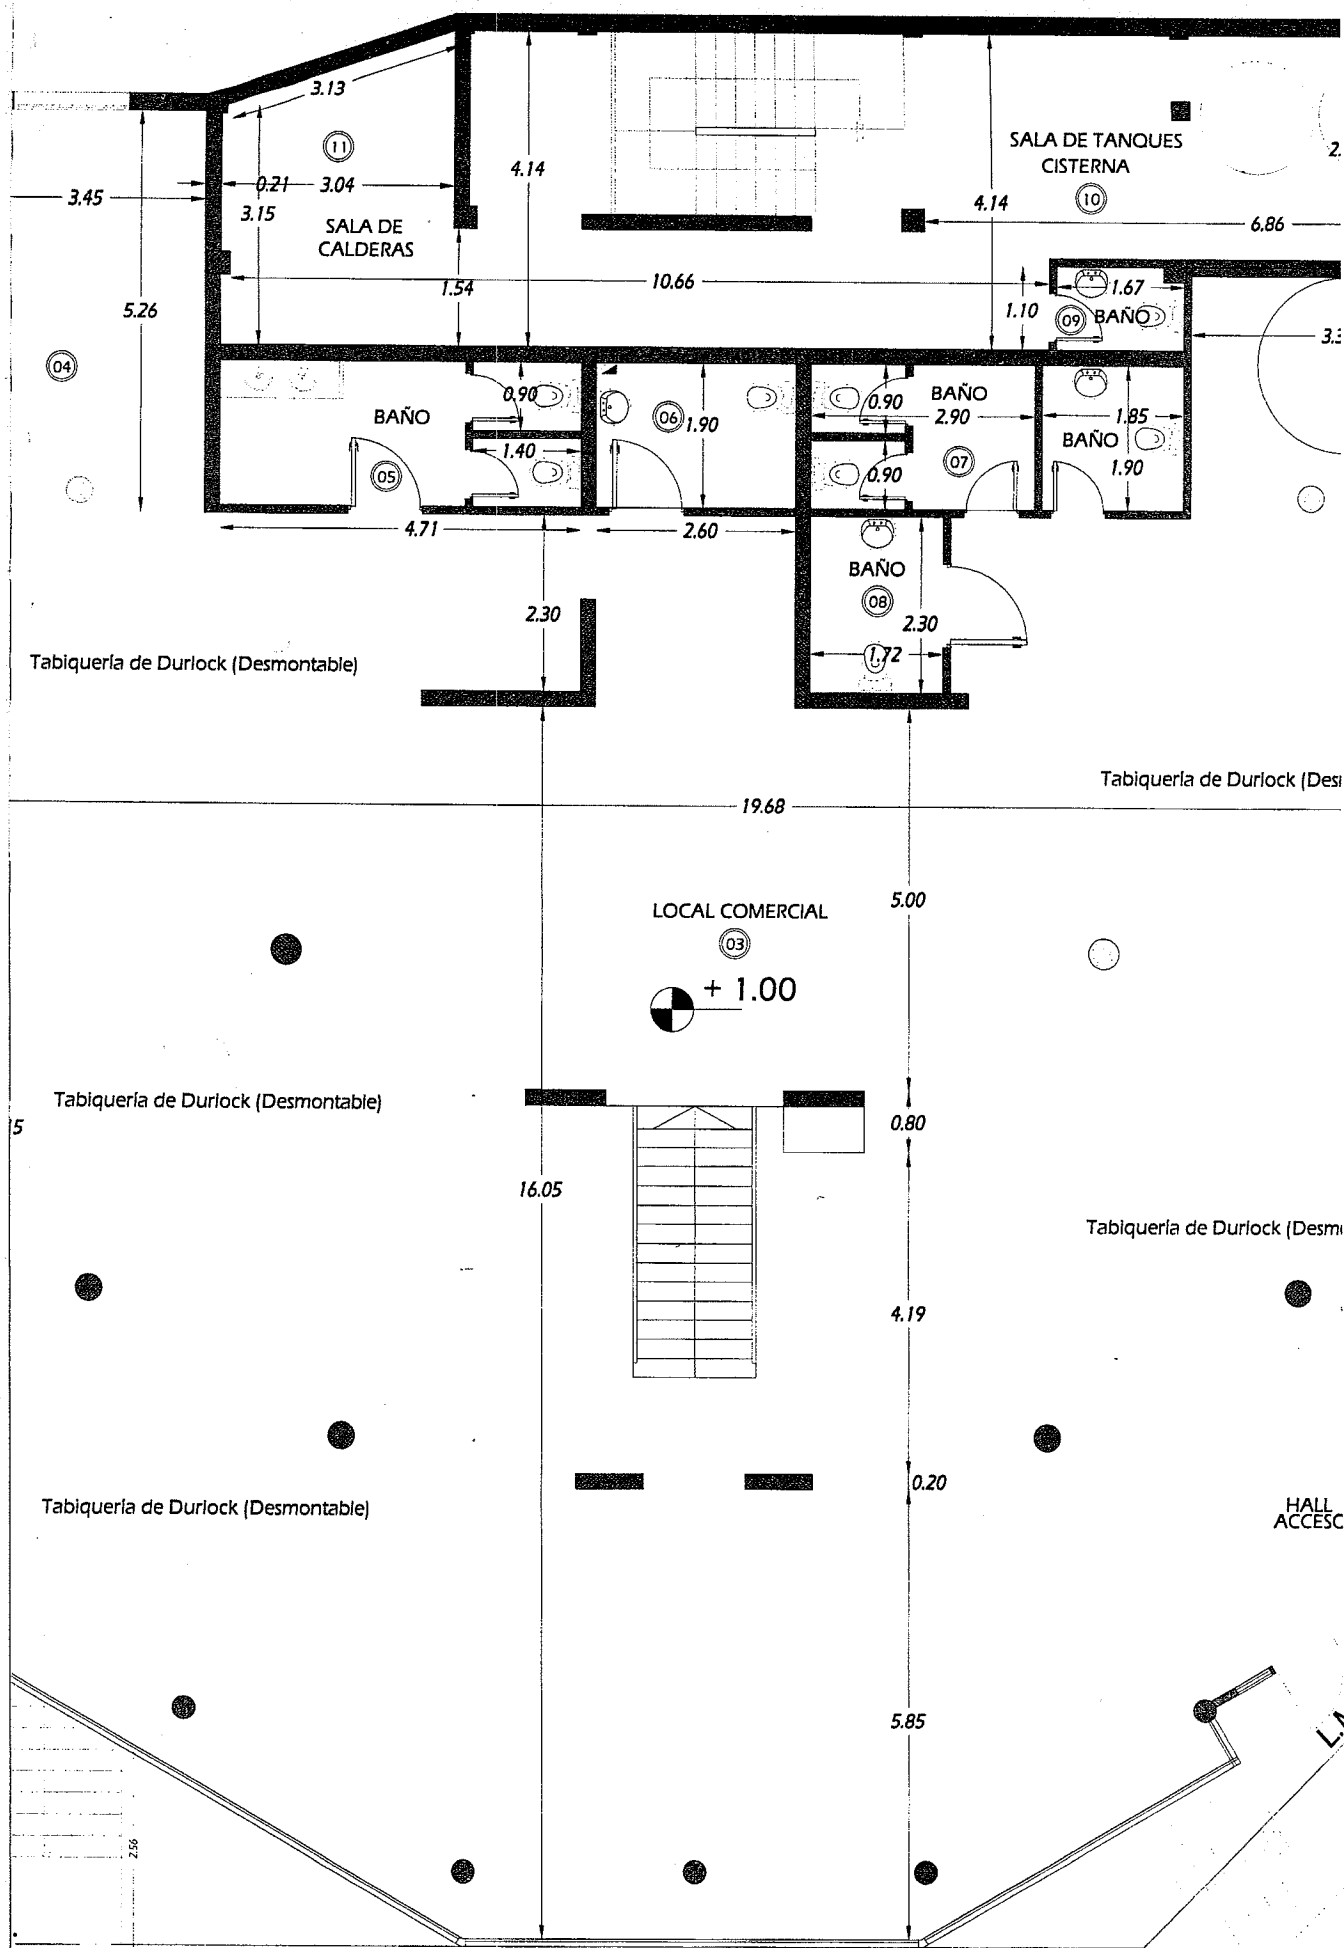 3.13
11
SALA DE TANQUES
CISTERNA
10
4.14
4.14
3.45
0.21
3.04
3.15
SALA DE
CALDERAS
6.86
10.66
1.54
1.67
1.10
09
BAÑO
5.26
04
BAÑO
0.90
06
1.90
0.90
BAÑO
2.90
1.85
BAÑO
1.90
1.40
05
0.90
07
4.71
2.60
BAÑO
08
2.30
2.30
1.72
Tabiquería de Durlock (Desmontable)
Tabiquería de Durlock (Des
19.68
5.00
LOCAL COMERCIAL
03
+ 1.00
Tabiquería de Durlock (Desmontable)
5
0.80
16.05
Tabiquería de Durlock (Desm
4.19
0.20
Tabiquería de Durlock (Desmontable)
HALL
ACCESO
5.85
2.56